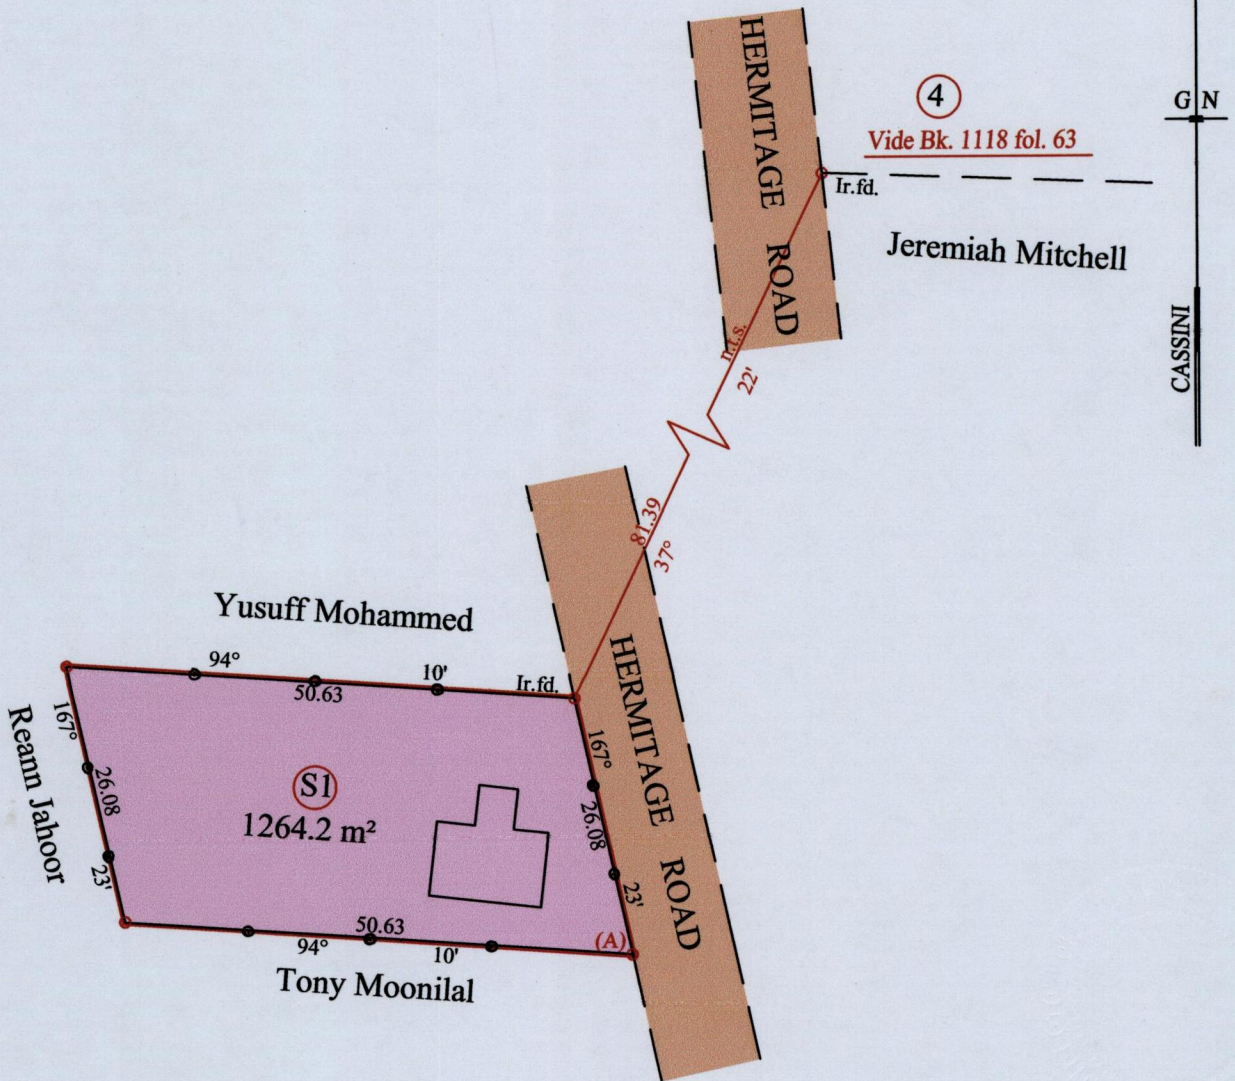 HERMITAGE ROAD
4
Vide Bk. 1118 fol. 63
G N
Ir.fd.
Jeremiah Mitchell
CASSINI
n.t.s.
22'
81.39
37°
Yusuff Mohammed
94° 10'
50.63
Ir.fd.
HERMITAGE ROAD
167°
26.08
23'
Reann Jahoor
S1
1264.2 m²
167°
26.08
23'
(A)
50.63
94° 10'
Tony Moonilal